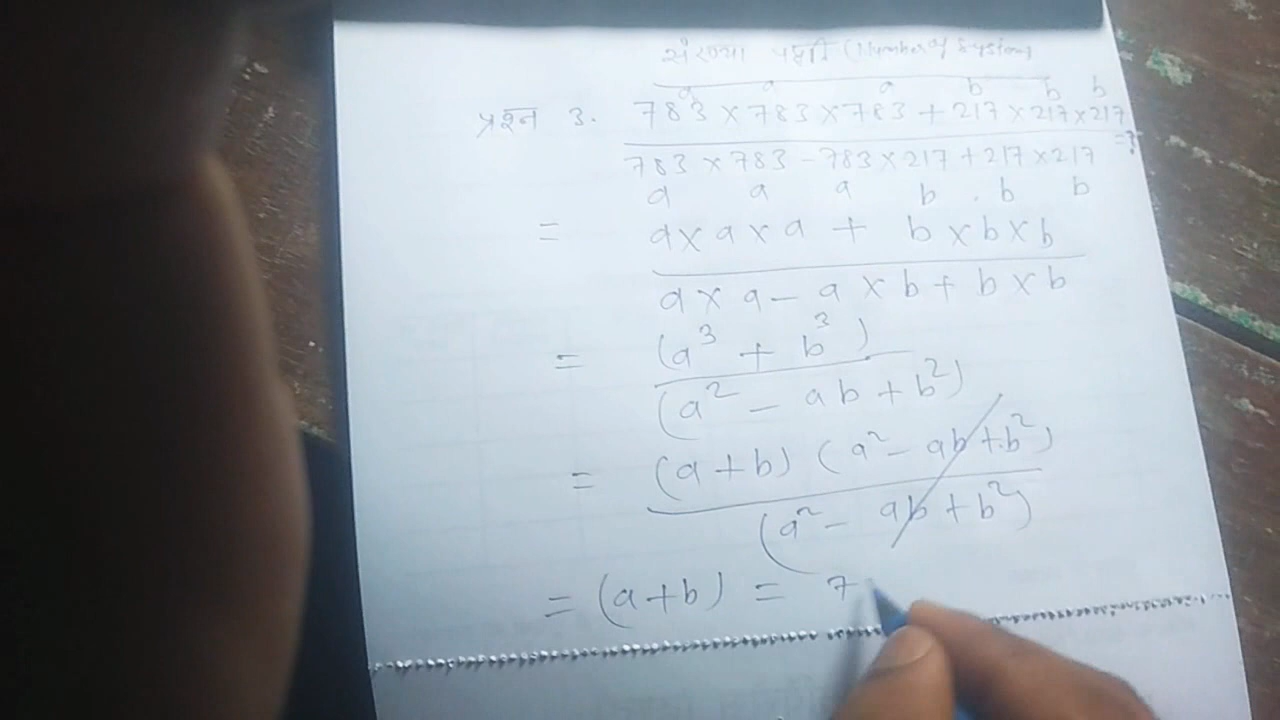 संख्या पद्धती (Number of System)
a a a b b b
प्रश्न 3. 783 × 783 × 783 + 217 × 217 × 217
= ?
783 × 783 - 783 × 217 + 217 × 217
a a a b b b
= a × a × a + b × b × b
a × a - a × b + b × b
= (a³ + b³)
(a² - ab + b²)
= (a + b) (a² - ab + b²)
(a² - ab + b²)
= (a + b) = 7